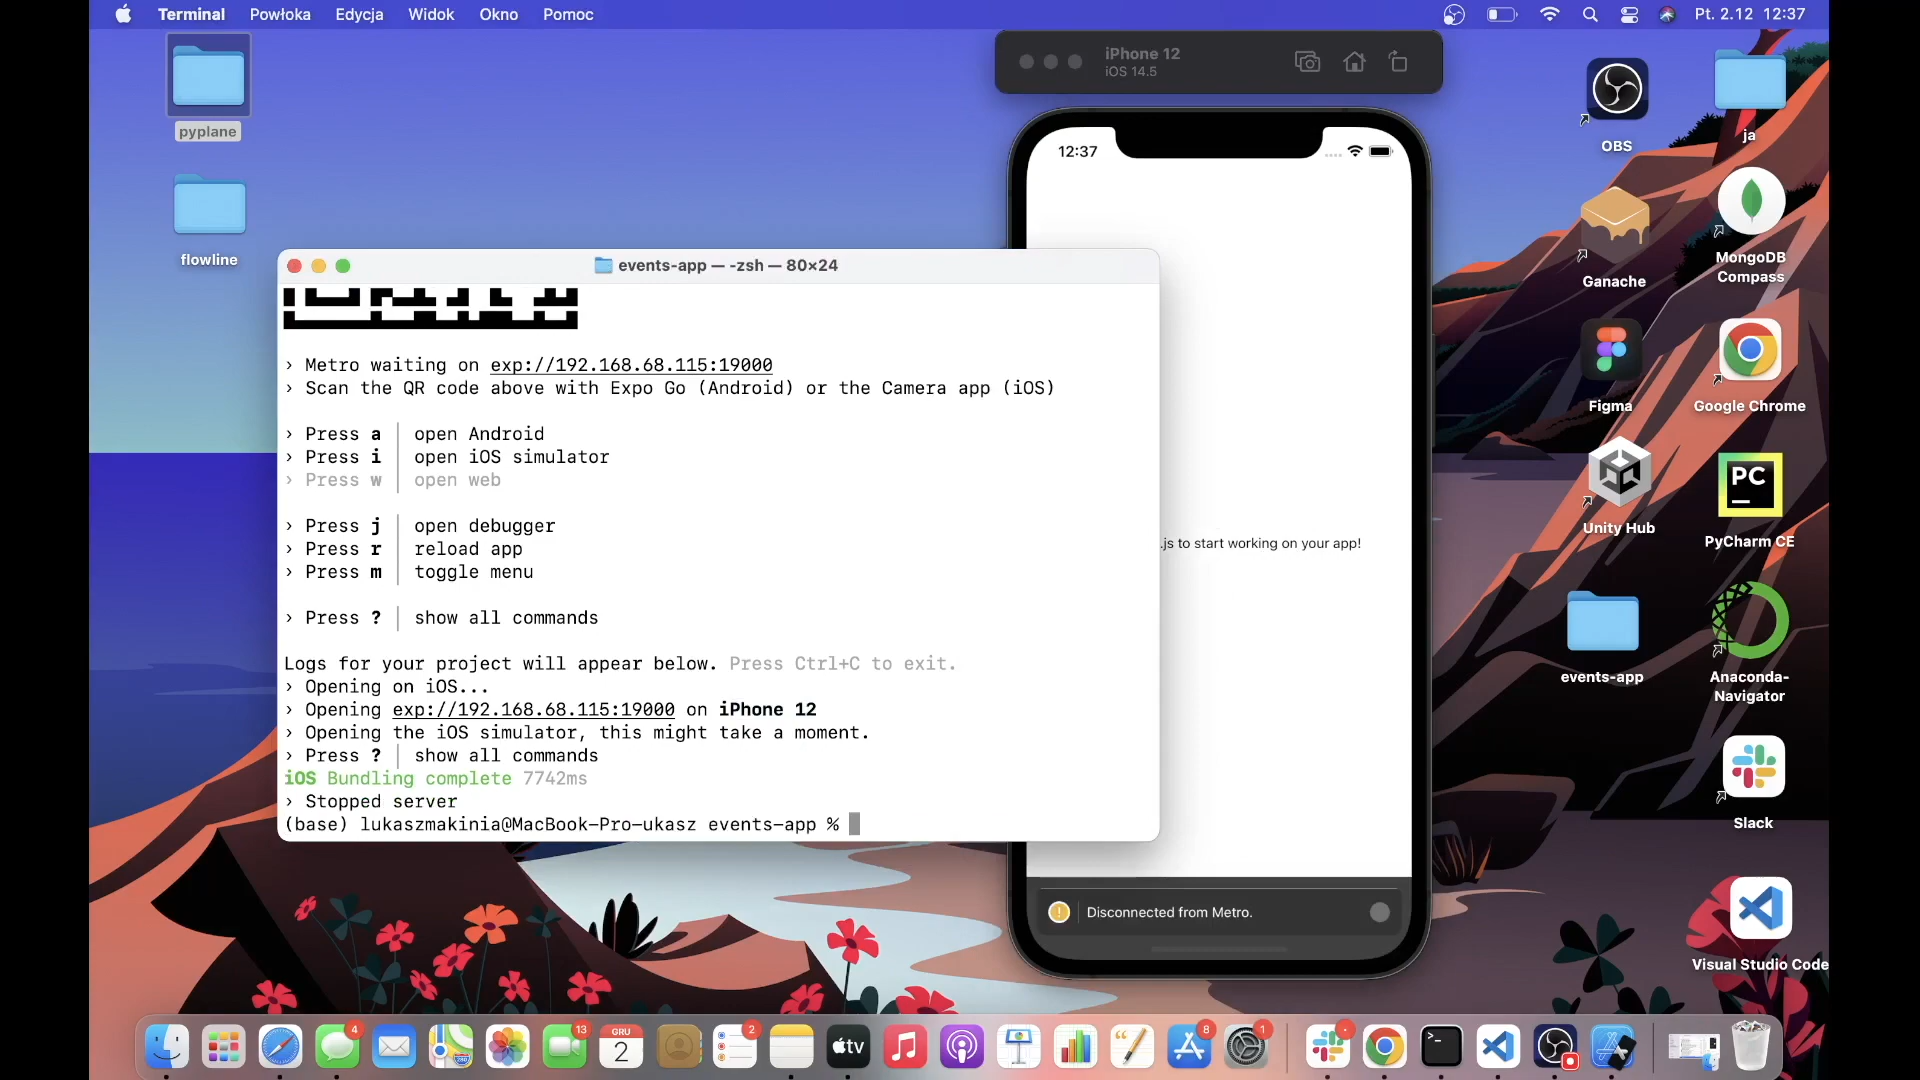 Terminal Powłoka Edycja Widok Okno Pomoc Pt. 2.12 12:37
pyplane
flowline
iPhone 12
iOS 14.5
12:37
.js to start working on your app!
Disconnected from Metro.
events-app — -zsh — 80×24
› Metro waiting on exp://192.168.68.115:19000
› Scan the QR code above with Expo Go (Android) or the Camera app (iOS)
› Press a │ open Android
› Press i │ open iOS simulator
› Press w │ open web
› Press j │ open debugger
› Press r │ reload app
› Press m │ toggle menu
› Press ? │ show all commands
Logs for your project will appear below. Press Ctrl+C to exit.
› Opening on iOS...
› Opening exp://192.168.68.115:19000 on iPhone 12
› Opening the iOS simulator, this might take a moment.
› Press ? │ show all commands
iOS Bundling complete 7742ms
› Stopped server
(base) lukaszmakinia@MacBook-Pro-ukasz events-app %
OBS
ja
Ganache
MongoDB
Compass
Figma
Google Chrome
Unity Hub
PC
PyCharm CE
events-app
Anaconda-
Navigator
Slack
Visual Studio Code
4
13
GRU
2
2
tv
8
1